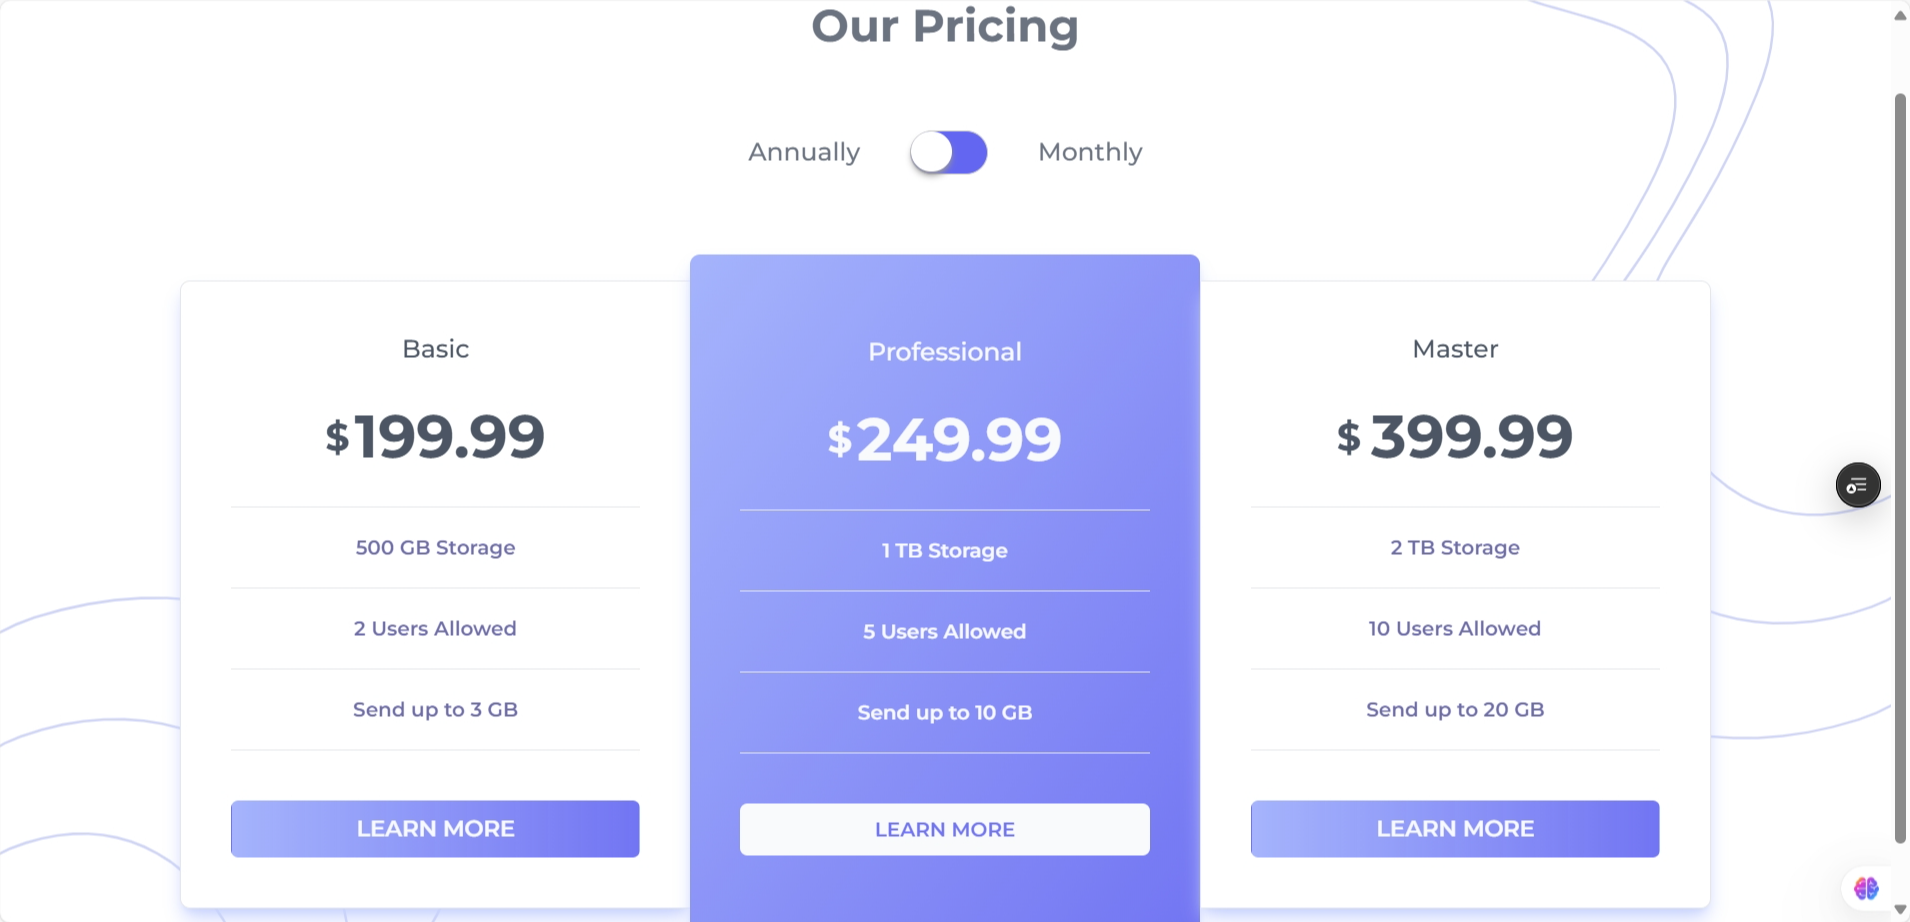 Our Pricing
Annually
Monthly
Basic
$199.99
500 GB Storage
2 Users Allowed
Send up to 3 GB
LEARN MORE
Professional
$249.99
1 TB Storage
5 Users Allowed
Send up to 10 GB
LEARN MORE
Master
$399.99
2 TB Storage
10 Users Allowed
Send up to 20 GB
LEARN MORE